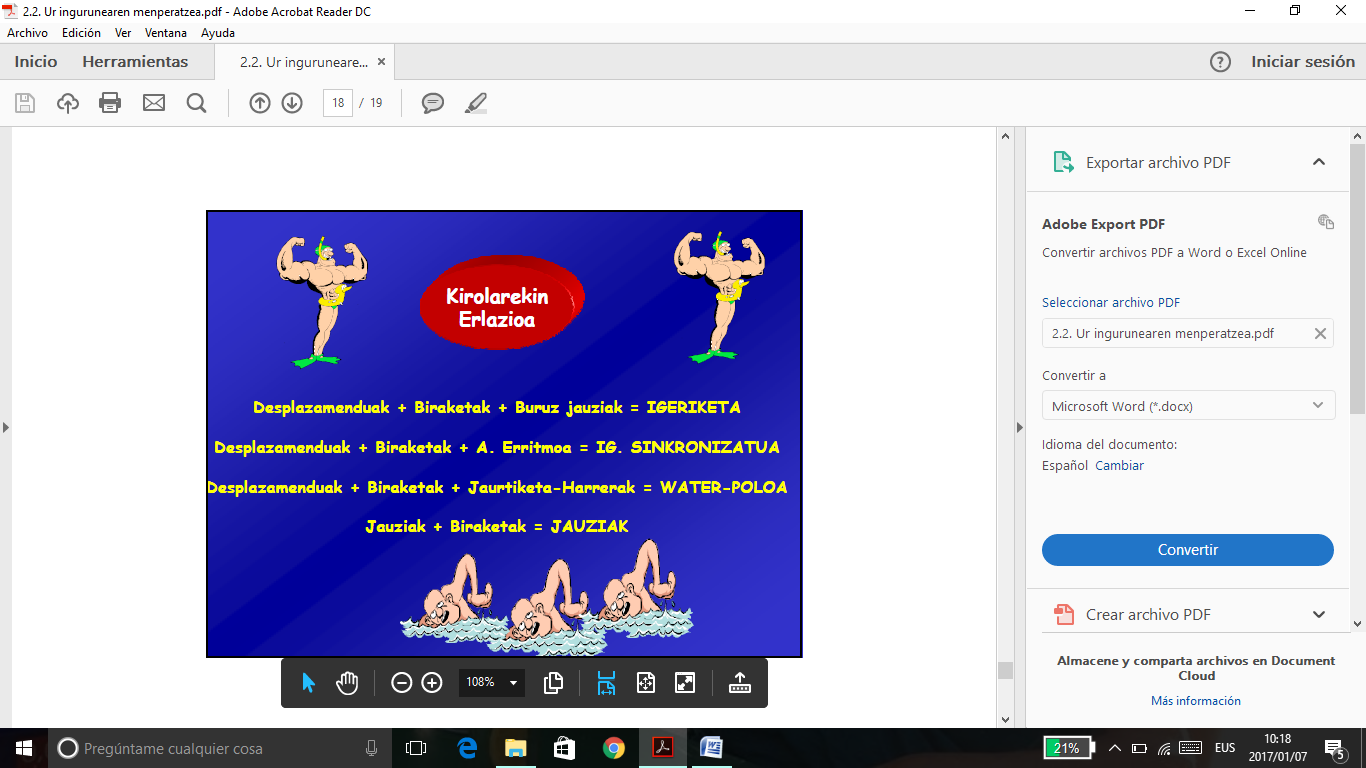 2.2. Ur ingurunearen menperatzea.pdf - Adobe Acrobat Reader DC
Archivo Edición Ver Ventana Ayuda
Inicio Herramientas 2.2. Ur inguruneare... × Iniciar sesión
18 / 19
Exportar archivo PDF
Adobe Export PDF
Convertir archivos PDF a Word o Excel Online
Seleccionar archivo PDF
2.2. Ur ingurunearen menperatzea.pdf
Convertir a
Microsoft Word (*.docx)
Idioma del documento:
Español Cambiar
Convertir
Crear archivo PDF
Almacene y comparta archivos en Document
Cloud
Más información
Kirolarekin
Erlazioa
Desplazamenduak + Biraketak + Buruz jauziak = IGERIKETA
Desplazamenduak + Biraketak + A. Erritmoa = IG. SINKRONIZATUA
Desplazamenduak + Biraketak + Jaurtiketa-Harrerak = WATER-POLOA
Jauziak + Biraketak = JAUZIAK
108%
Pregúntame cualquier cosa
21%
EUS
10:18
2017/01/07
5